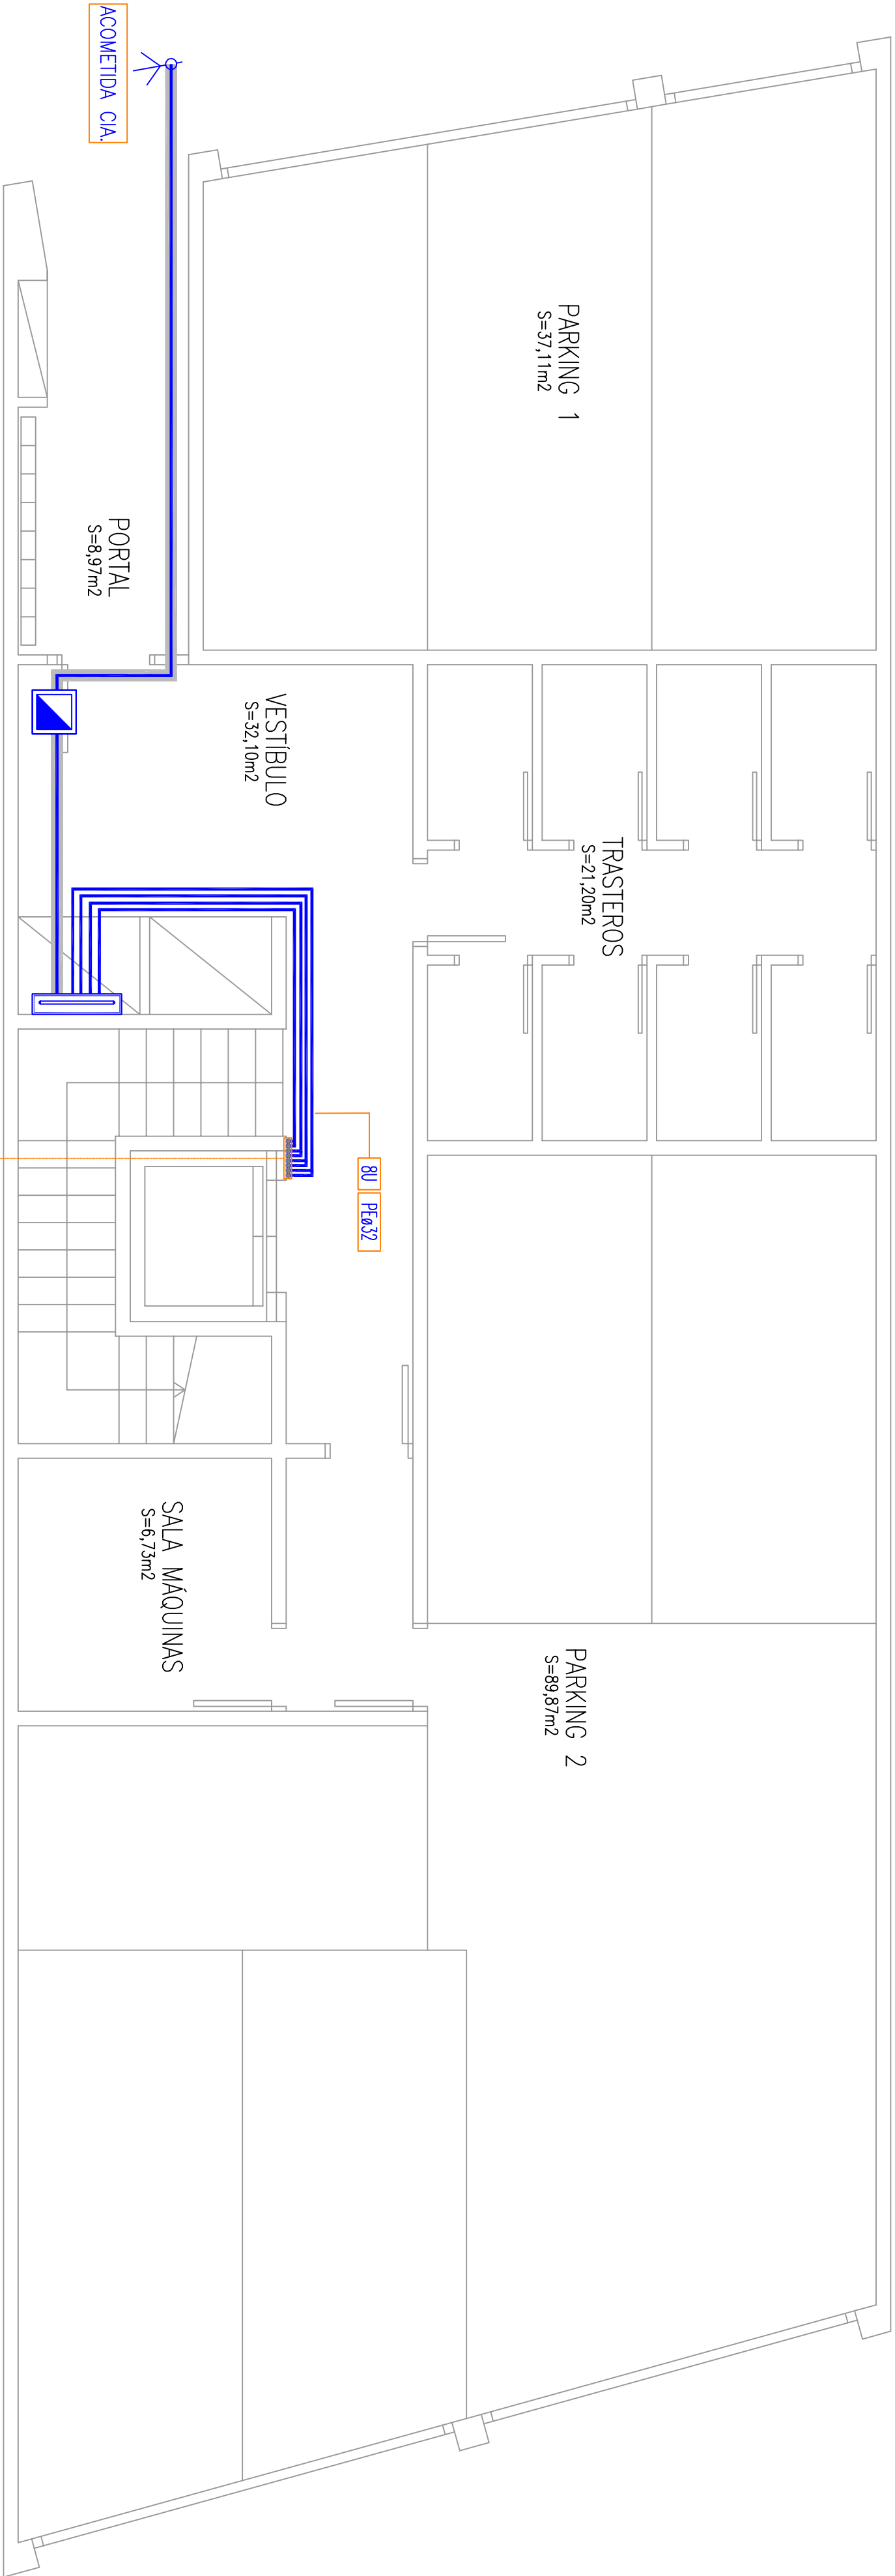 ACOMETIDA CIA.
PARKING 1
S=37,11m2
PORTAL
S=8,97m2
VESTÍBULO
S=32,10m2
TRASTEROS
S=21,20m2
8U
PEø32
SALA MÁQUINAS
S=6,73m2
PARKING 2
S=89,87m2